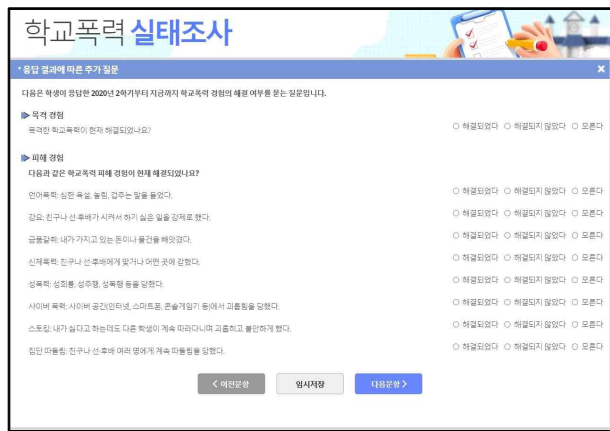 학교폭력 실태조사
• 응답 결과에 따른 추가 질문 ×
다음은 학생이 응답한 2020년 2학기부터 지금까지 학교폭력 경험의 해결 여부를 묻는 질문입니다.
목격 경험
목격한 학교폭력이 현재 해결되었나요? ○ 해결되었다 ○ 해결되지 않았다 ○ 모른다
피해 경험
다음과 같은 학교폭력 피해 경험이 현재 해결되었나요?
언어폭력: 심한 욕설, 놀림, 겁주는 말을 들었다. ○ 해결되었다 ○ 해결되지 않았다 ○ 모른다
강요: 친구나 선·후배가 시켜서 하기 싫은 일을 강제로 했다. ○ 해결되었다 ○ 해결되지 않았다 ○ 모른다
금품갈취: 내가 가지고 있는 돈이나 물건을 빼앗겼다. ○ 해결되었다 ○ 해결되지 않았다 ○ 모른다
신체폭력: 친구나 선·후배에게 맞거나 어떤 곳에 갇혔다. ○ 해결되었다 ○ 해결되지 않았다 ○ 모른다
성폭력: 성희롱, 성추행, 성폭행 등을 당했다. ○ 해결되었다 ○ 해결되지 않았다 ○ 모른다
사이버 폭력: 사이버 공간(인터넷, 스마트폰, 콘솔게임기 등)에서 괴롭힘을 당했다. ○ 해결되었다 ○ 해결되지 않았다 ○ 모른다
스토킹: 내가 싫다고 하는데도 다른 학생이 계속 따라다니며 괴롭히고 불안하게 했다. ○ 해결되었다 ○ 해결되지 않았다 ○ 모른다
집단 따돌림: 친구나 선·후배 여러 명에게 계속 따돌림을 당했다. ○ 해결되었다 ○ 해결되지 않았다 ○ 모른다
< 이전문항 임시저장 다음문항 >